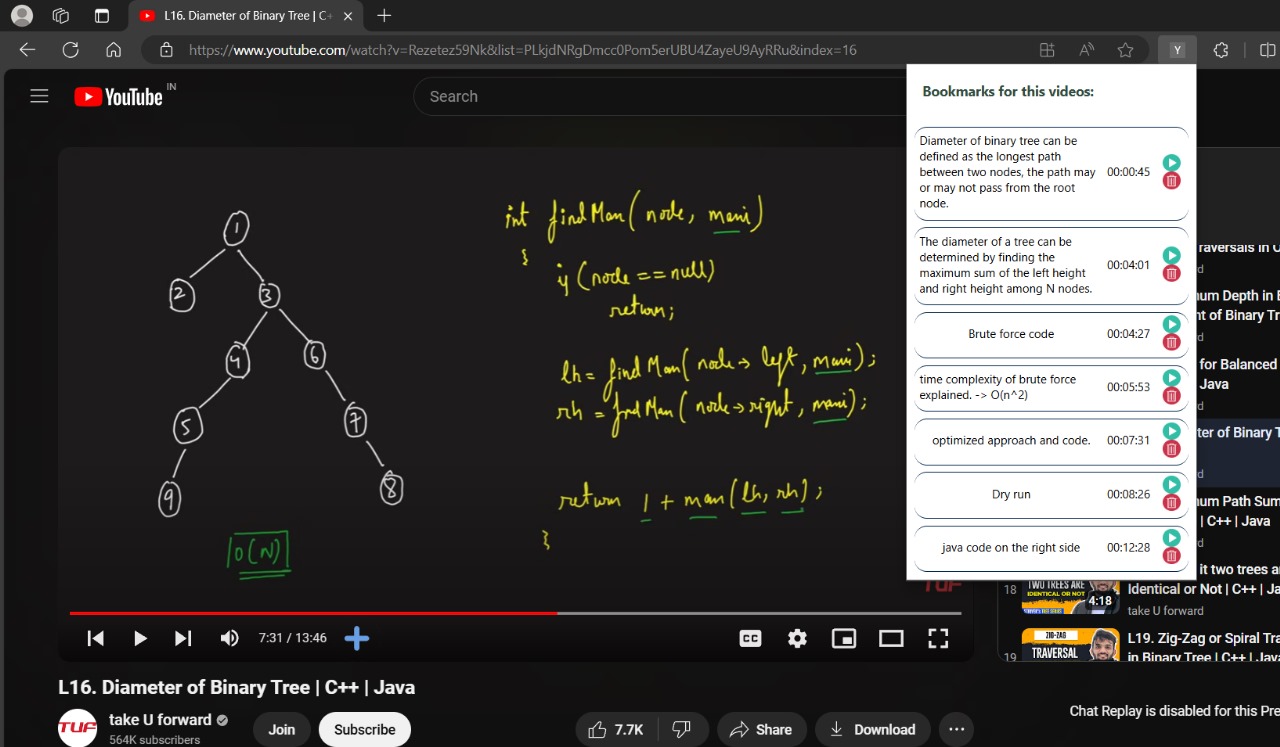 L16. Diameter of Binary Tree | C+
https://www.youtube.com/watch?v=Rezetez59Nk&list=PLkjdNRgDmcc0Pom5erUBU4ZayeU9AyRRu&index=16
Y
YouTube IN
Search
Bookmarks for this videos:
Diameter of binary tree can be
defined as the longest path
between two nodes, the path may
or may not pass from the root
node.
00:00:45
The diameter of a tree can be
determined by finding the
maximum sum of the left height
and right height among N nodes.
00:04:01
Brute force code 00:04:27
time complexity of brute force
explained. -> O(n^2)
00:05:53
optimized approach and code. 00:07:31
Dry run 00:08:26
java code on the right side 00:12:28
1
2 3
4 6
5 7
9 8
O(N)
int findMax(node, maxi)
{
if (node == null)
return;
lh = findMax(node→left, maxi);
rh = findMax(node→right, maxi);
return 1 + max(lh, rh);
}
TUF
7:31 / 13:46
CC
L16. Diameter of Binary Tree | C++ | Java
TUF
take U forward
564K subscribers
Join
Subscribe
7.7K
Share
Download
raversals in
um Depth in
ht of Binary Tr
for Balanced
Java
ter of Binary T
um Path Sum
| C++ | Java
it two trees a
Identical or Not | C++ | Ja
take U forward
18
TWO TREES ARE
IDENTICAL OR NOT
4:18
19
ZIG-ZAG
TRAVERSAL
L19. Zig-Zag or Spiral Tra
in Binary Tree | C++ | Java
Chat Replay is disabled for this Pre